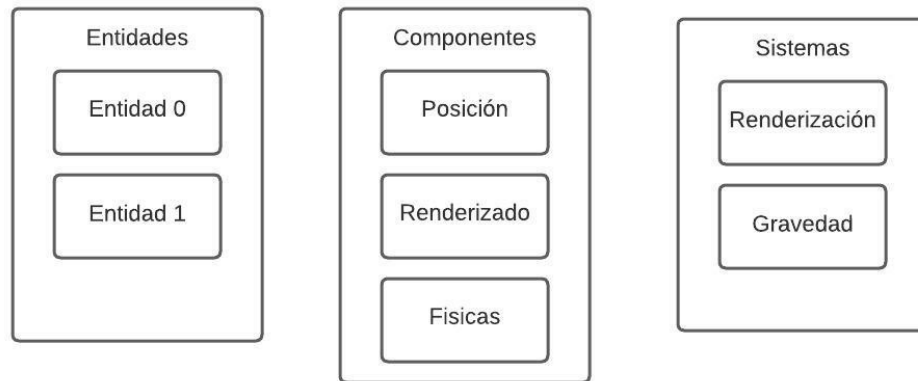 Entidades
Entidad 0
Entidad 1
Componentes
Posición
Renderizado
Fisicas
Sistemas
Renderización
Gravedad